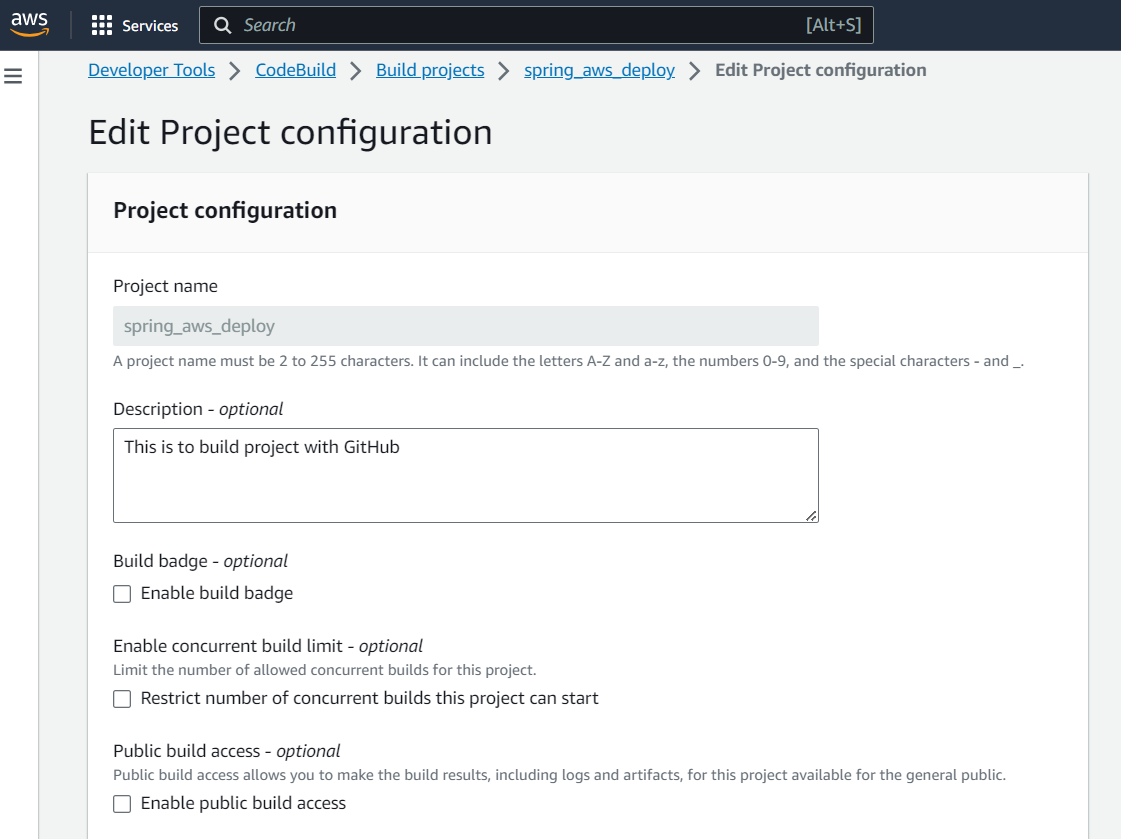 aws Services Search [Alt+S]
Developer Tools CodeBuild Build projects spring_aws_deploy Edit Project configuration
Edit Project configuration
Project configuration
Project name
spring_aws_deploy
A project name must be 2 to 255 characters. It can include the letters A-Z and a-z, the numbers 0-9, and the special characters - and _.
Description - optional
This is to build project with GitHub
Build badge - optional
Enable build badge
Enable concurrent build limit - optional
Limit the number of allowed concurrent builds for this project.
Restrict number of concurrent builds this project can start
Public build access - optional
Public build access allows you to make the build results, including logs and artifacts, for this project available for the general public.
Enable public build access